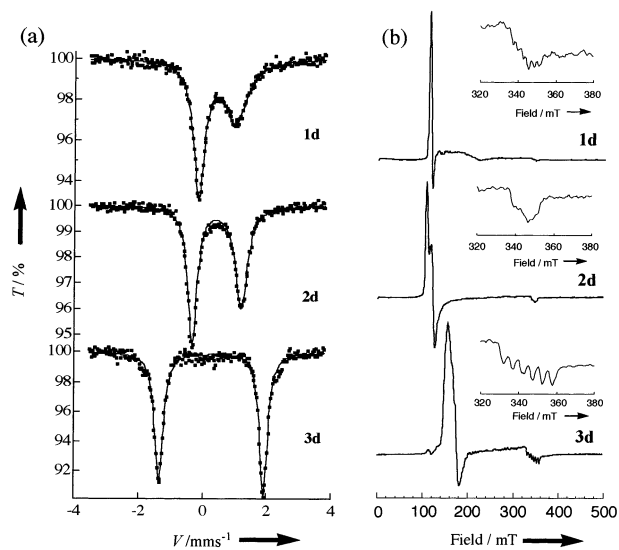 (a)
100
98
96
94
1d
100
99
98
97
96
95
2d
100
98
96
94
92
3d
T / %
-4 -2 0 2 4
V /mms-1
(b)
320 340 360 380
Field / mT
1d
320 340 360 380
Field / mT
2d
320 340 360 380
Field / mT
3d
0 100 200 300 400 500
Field / mT